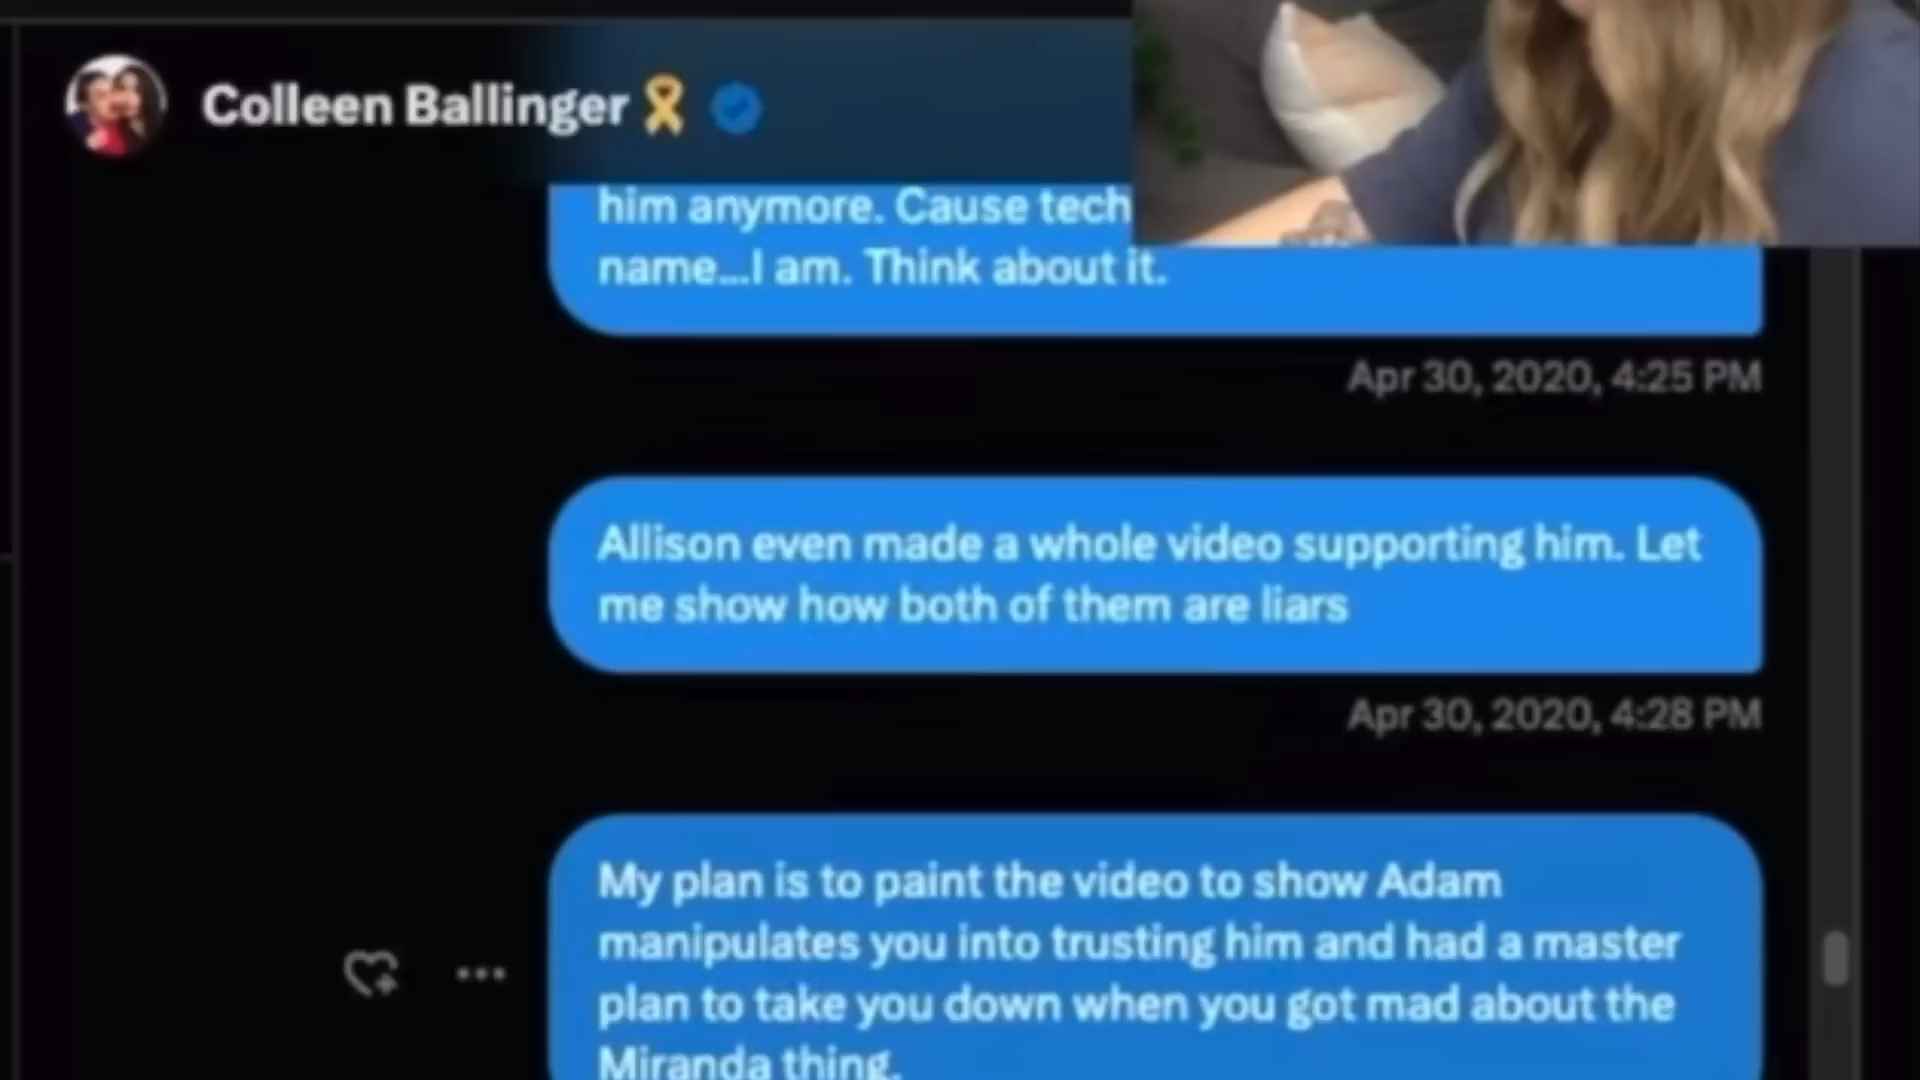 Colleen Ballinger
him anymore. Cause tech
name...I am. Think about it.
Apr 30, 2020, 4:25 PM
Allison even made a whole video supporting him. Let
me show how both of them are liars
Apr 30, 2020, 4:28 PM
My plan is to paint the video to show Adam
manipulates you into trusting him and had a master
plan to take you down when you got mad about the
Miranda thing.